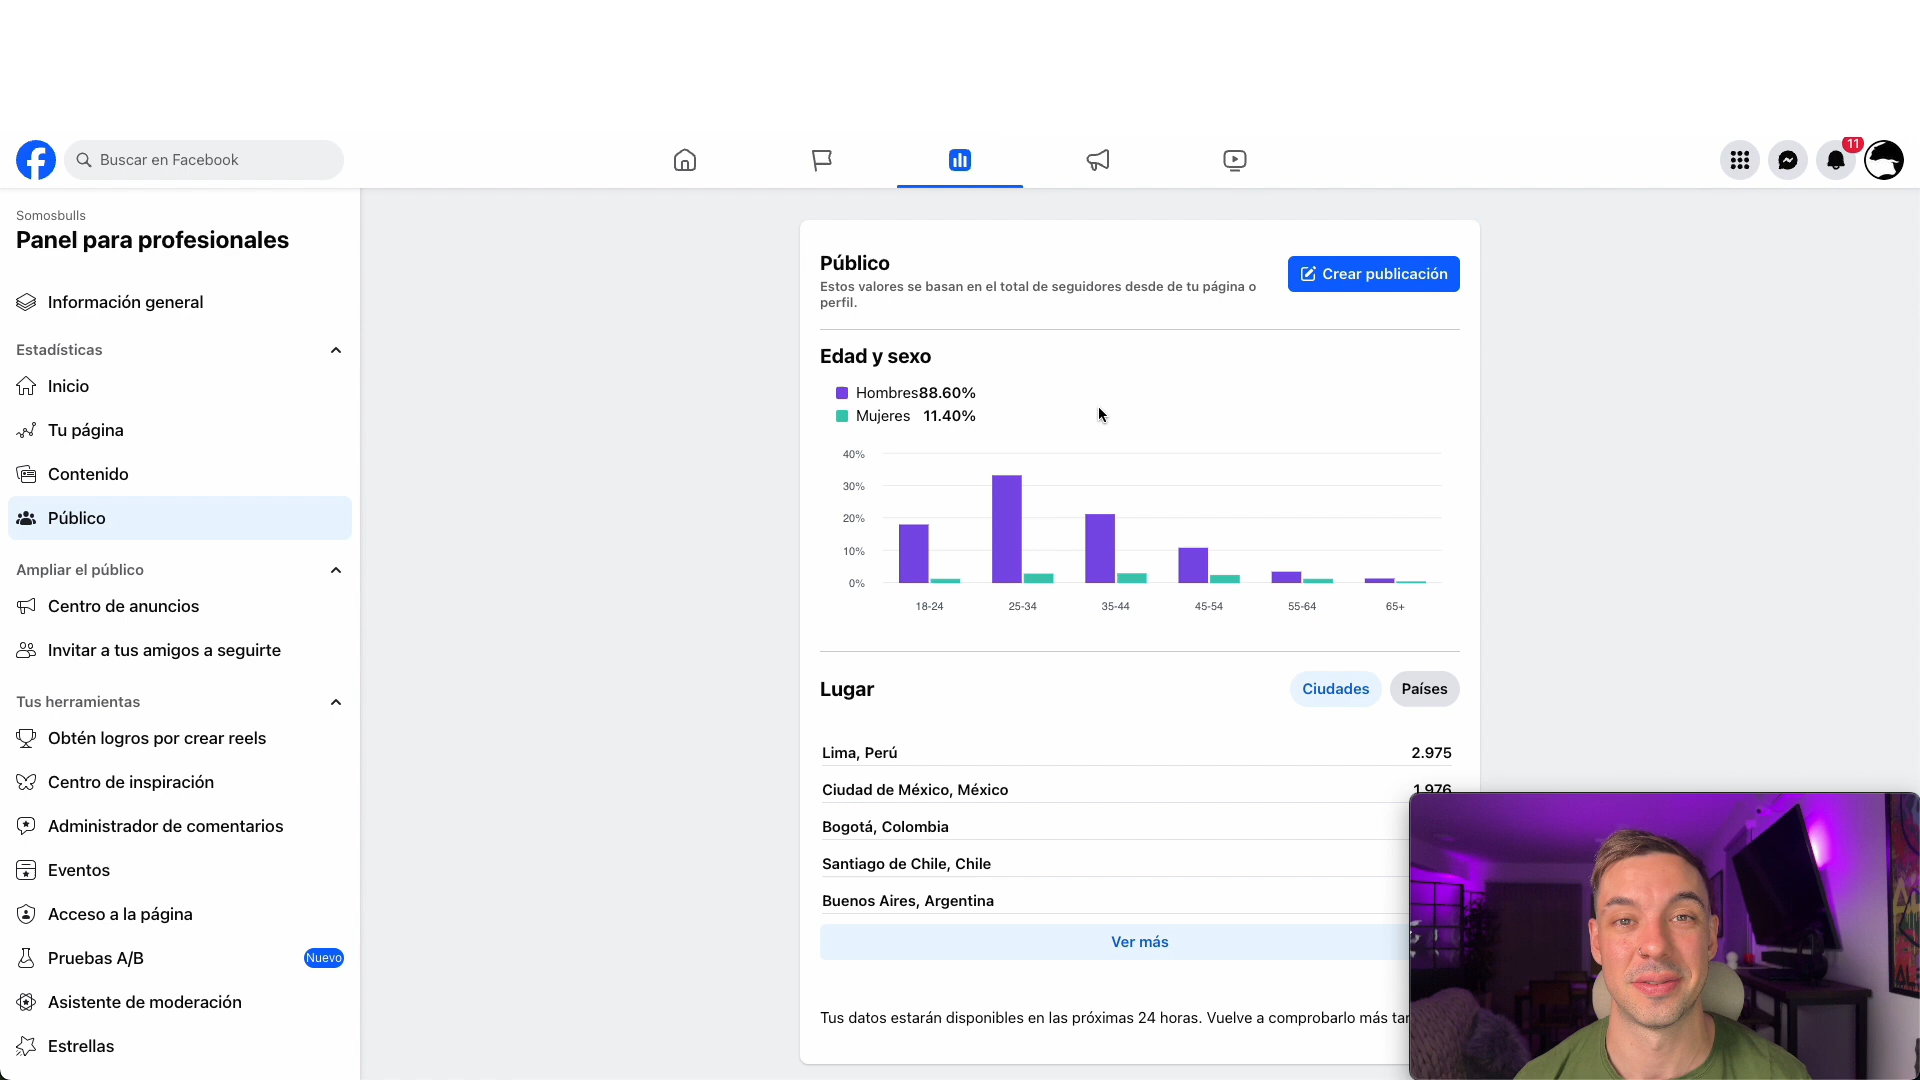 Buscar en Facebook
11
Somosbulls
Panel para profesionales
Información general
Estadísticas
Inicio
Tu página
Contenido
Público
Ampliar el público
Centro de anuncios
Invitar a tus amigos a seguirte
Tus herramientas
Obtén logros por crear reels
Centro de inspiración
Administrador de comentarios
Eventos
Acceso a la página
Pruebas A/B
Nuevo
Asistente de moderación
Estrellas
Público
Estos valores se basan en el total de seguidores desde de tu página o
perfil.
Crear publicación
Edad y sexo
Hombres 88.60%
Mujeres 11.40%
40%
30%
20%
10%
0%
18-24 25-34 35-44 45-54 55-64 65+
Lugar
Ciudades Países
Lima, Perú 2.975
Ciudad de México, México 1.976
Bogotá, Colombia
Santiago de Chile, Chile
Buenos Aires, Argentina
Ver más
Tus datos estarán disponibles en las próximas 24 horas. Vuelve a comprobarlo más